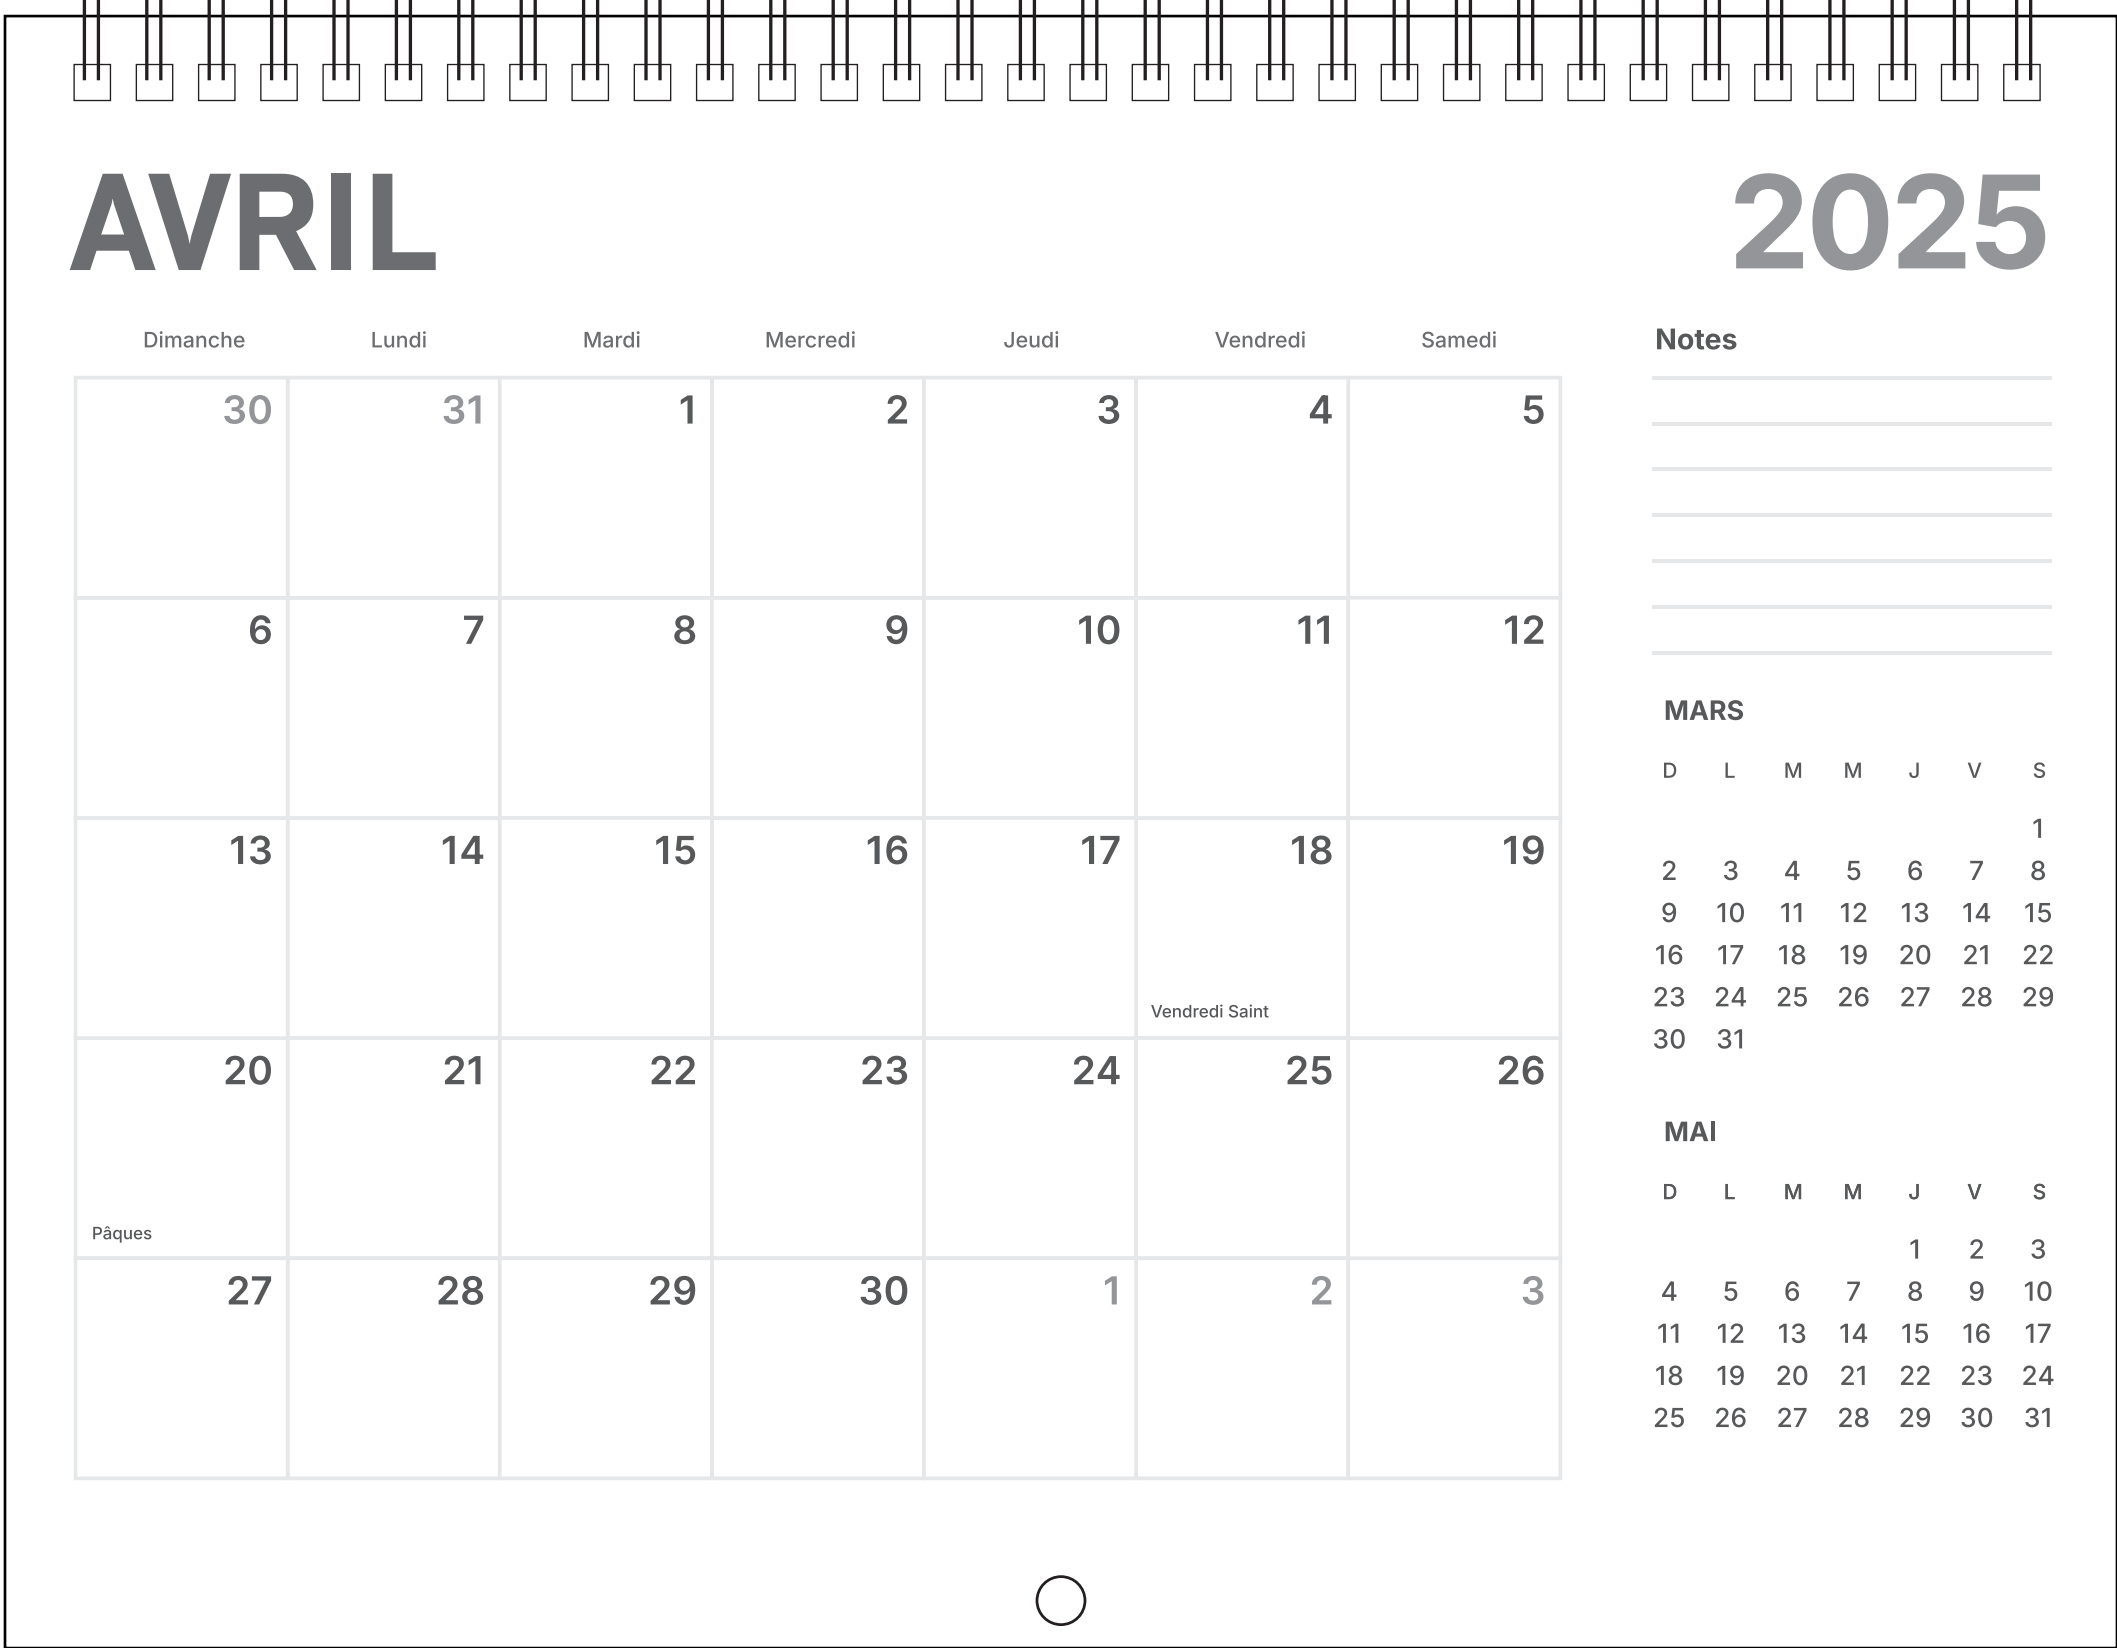 AVRIL 2025
Dimanche Lundi Mardi Mercredi Jeudi Vendredi Samedi
30 31 1 2 3 4 5
6 7 8 9 10 11 12
13 14 15 16 17 18 19
Vendredi Saint
20 21 22 23 24 25 26
Pâques
27 28 29 30 1 2 3
Notes
MARS
D L M M J V S
1
2 3 4 5 6 7 8
9 10 11 12 13 14 15
16 17 18 19 20 21 22
23 24 25 26 27 28 29
30 31
MAI
D L M M J V S
1 2 3
4 5 6 7 8 9 10
11 12 13 14 15 16 17
18 19 20 21 22 23 24
25 26 27 28 29 30 31